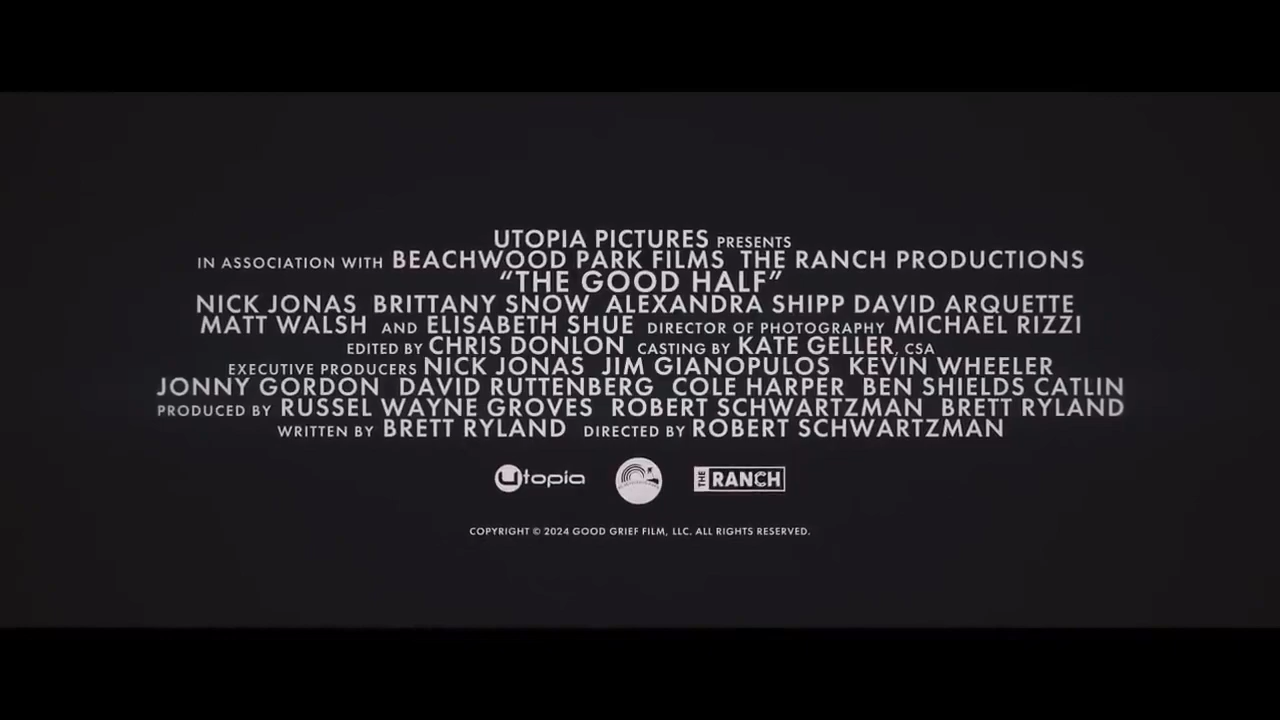 UTOPIA PICTURES PRESENTS
IN ASSOCIATION WITH BEACHWOOD PARK FILMS THE RANCH PRODUCTIONS
“THE GOOD HALF”
NICK JONAS BRITTANY SNOW ALEXANDRA SHIPP DAVID ARQUETTE
MATT WALSH AND ELISABETH SHUE DIRECTOR OF PHOTOGRAPHY MICHAEL RIZZI
EDITED BY CHRIS DONLON CASTING BY KATE GELLER, CSA
EXECUTIVE PRODUCERS NICK JONAS JIM GIANOPULOS KEVIN WHEELER
JONNY GORDON DAVID RUTTENBERG COLE HARPER BEN SHIELDS CATLIN
PRODUCED BY RUSSEL WAYNE GROVES ROBERT SCHWARTZMAN BRETT RYLAND
WRITTEN BY BRETT RYLAND DIRECTED BY ROBERT SCHWARTZMAN
utopia THE RANCH
COPYRIGHT © 2024 GOOD GRIEF FILM, LLC. ALL RIGHTS RESERVED.